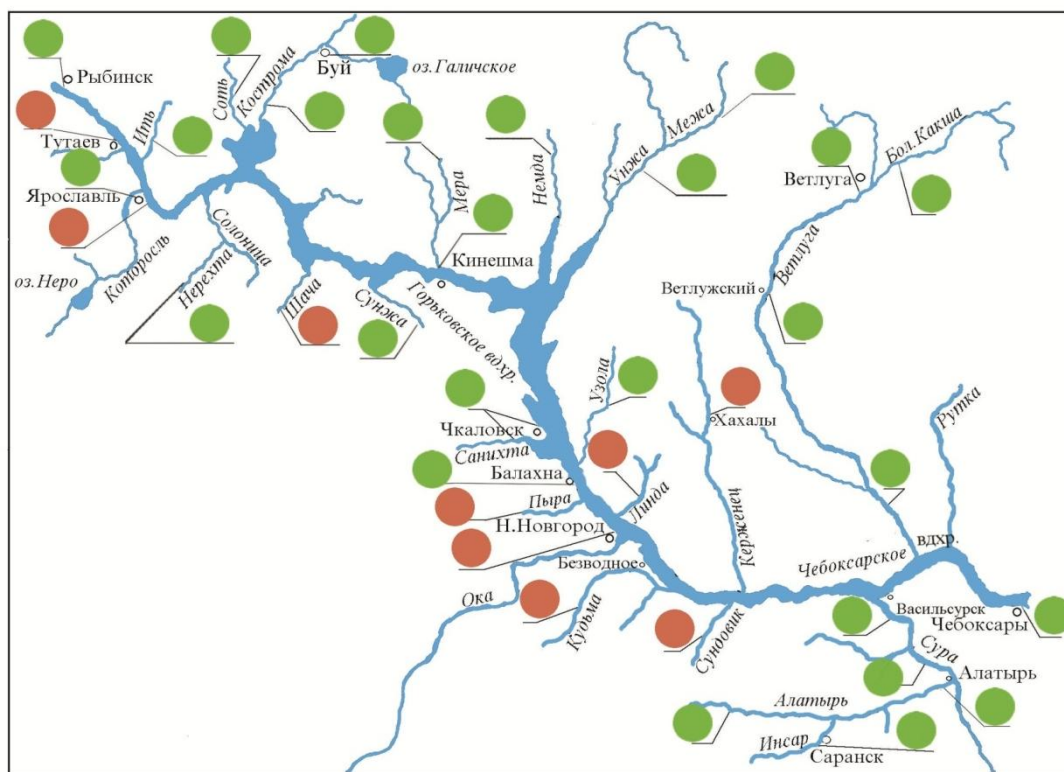 Рыбинск
Тутаев
Ить
Ярославль
Которосль
оз.Неро
Соть
Кострома
Буй
оз.Галичское
Солоница
Нерехта
Шача
Сунжа
Мера
Кинешма
Горьковское вдхр.
Немда
Унжа
Межа
Ветлуга
Бол.Какша
Ветлуга
Ветлужский
Хахалы
Рутка
Узола
Чкаловск
Санихта
Балахна
Пыра
Линда
Н.Новгород
Безводное
Ока
Кудьма
Сундовик
Керженец
Чебоксарское
вдхр.
Васильсурск
Чебоксары
Сура
Алатырь
Алатырь
Инсар
Саранск